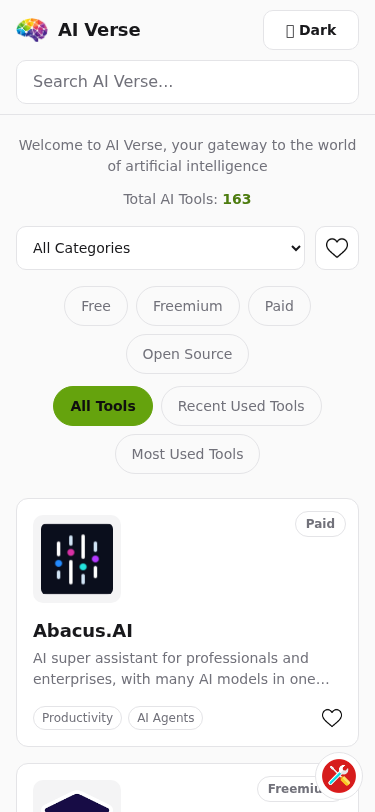 AI Verse
Dark
Search AI Verse...
Welcome to AI Verse, your gateway to the world
of artificial intelligence
Total AI Tools: 163
All Categories
Free
Freemium
Paid
Open Source
All Tools
Recent Used Tools
Most Used Tools
Paid
Abacus.AI
AI super assistant for professionals and
enterprises, with many AI models in one...
Productivity
AI Agents